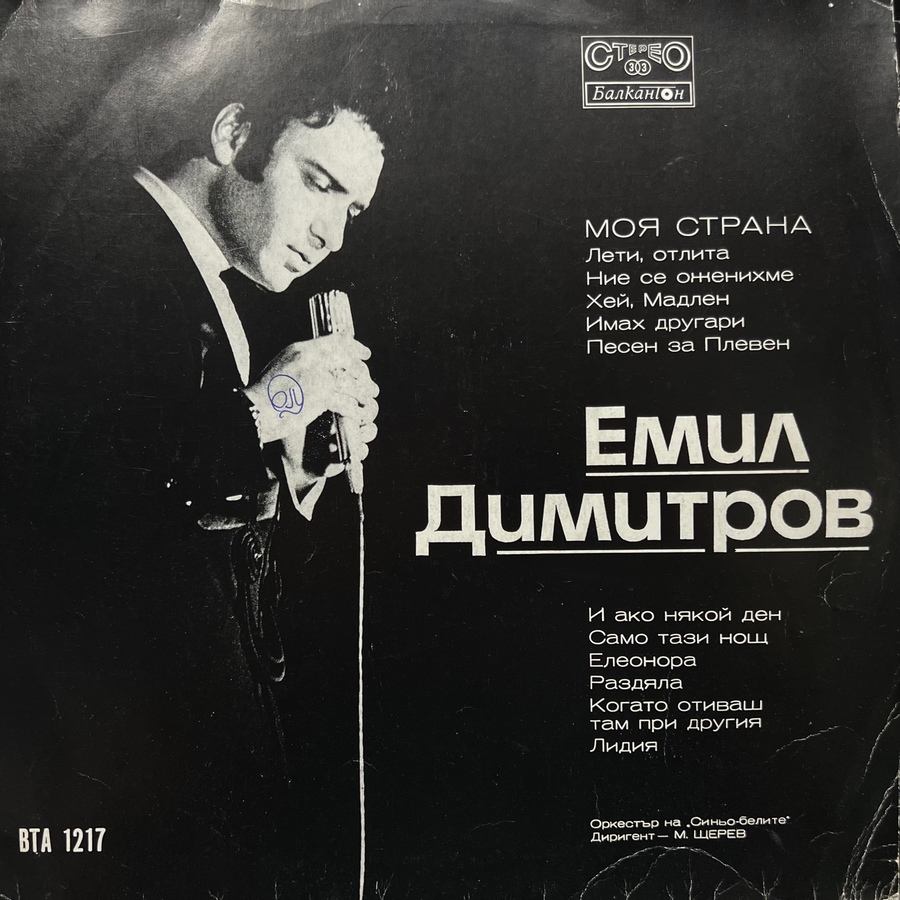 СТЕРЕО
33
Балкантон
МОЯ СТРАНА
Лети, отлита
Ние се оженихме
Хей, Мадлен
Имах другари
Песен за Плевен
Емил
Димитров
И ако някой ден
Само тази нощ
Елеонора
Раздяла
Когато отиваш
там при другия
Лидия
Оркестър на „Синьо-белите"
Диригент — М. ЩЕРЕВ
ВТА 1217